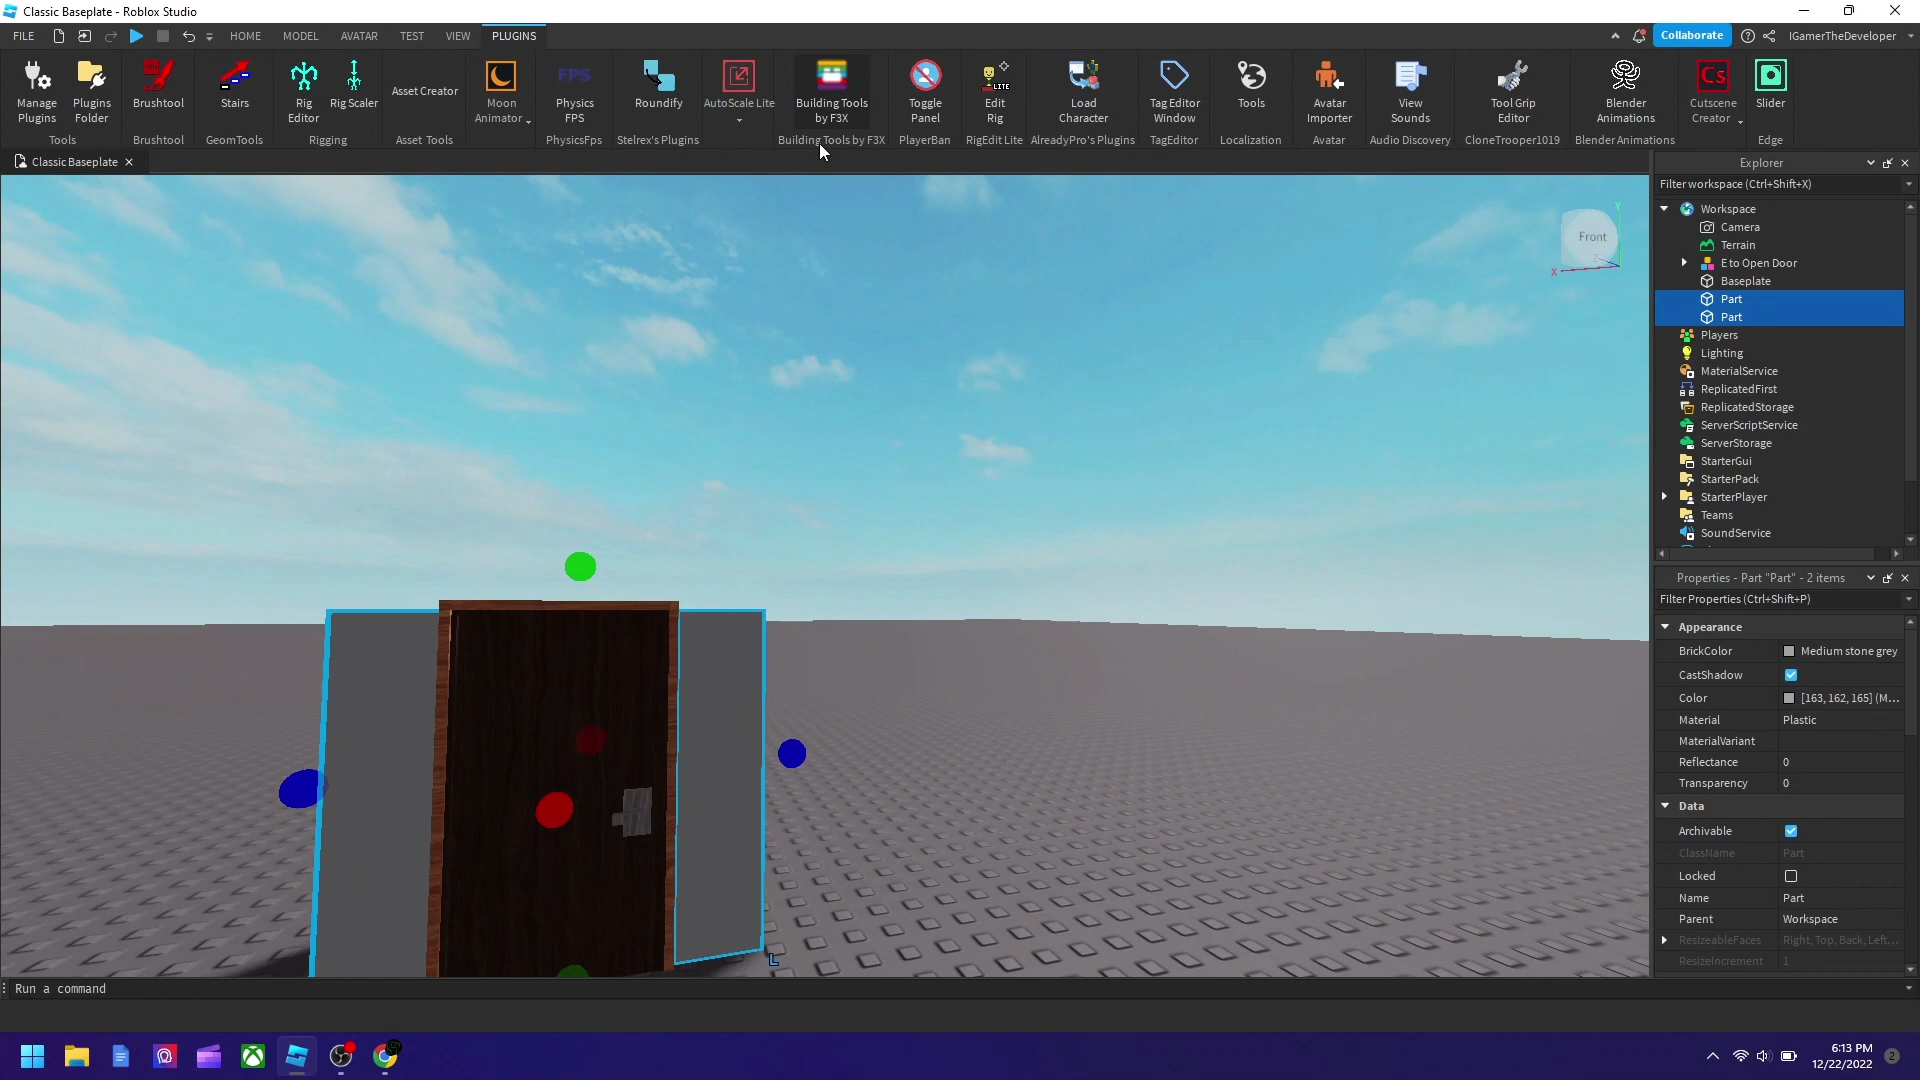 Classic Baseplate - Roblox Studio
FILE HOME MODEL AVATAR TEST VIEW PLUGINS Collaborate IGamerTheDeveloper
Manage Plugins
Plugins Folder
Brushtool
Stairs
Rig Editor
Rig Scaler
Asset Creator
Moon Animator
FPS
Physics FPS
Roundify
AutoScale Lite
Building Tools by F3X
Toggle Panel
LITE
Edit Rig
Load Character
Tag Editor Window
Tools
Avatar Importer
View Sounds
Tool Grip Editor
Blender Animations
Cs
Cutscene Creator
Slider
Tools Brushtool GeomTools Rigging Asset Tools PhysicsFps Stelrex's Plugins Building Tools by F3X PlayerBan RigEdit Lite AlreadyPro's Plugins TagEditor Localization Avatar Audio Discovery CloneTrooper1019 Blender Animations Edge
Classic Baseplate
Explorer
Filter workspace (Ctrl+Shift+X)
Workspace
Camera
Terrain
E to Open Door
Baseplate
Part
Part
Players
Lighting
MaterialService
ReplicatedFirst
ReplicatedStorage
ServerScriptService
ServerStorage
StarterGui
StarterPack
StarterPlayer
Teams
SoundService
Y
Front
Z
X
L
Properties - Part "Part" - 2 items
Filter Properties (Ctrl+Shift+P)
Appearance
BrickColor Medium stone grey
CastShadow
Color [163, 162, 165] (M...
Material Plastic
MaterialVariant
Reflectance 0
Transparency 0
Data
Archivable
ClassName Part
Locked
Name Part
Parent Workspace
ResizeableFaces Right, Top, Back, Left...
ResizeIncrement 1
Run a command
6:13 PM
12/22/2022
2